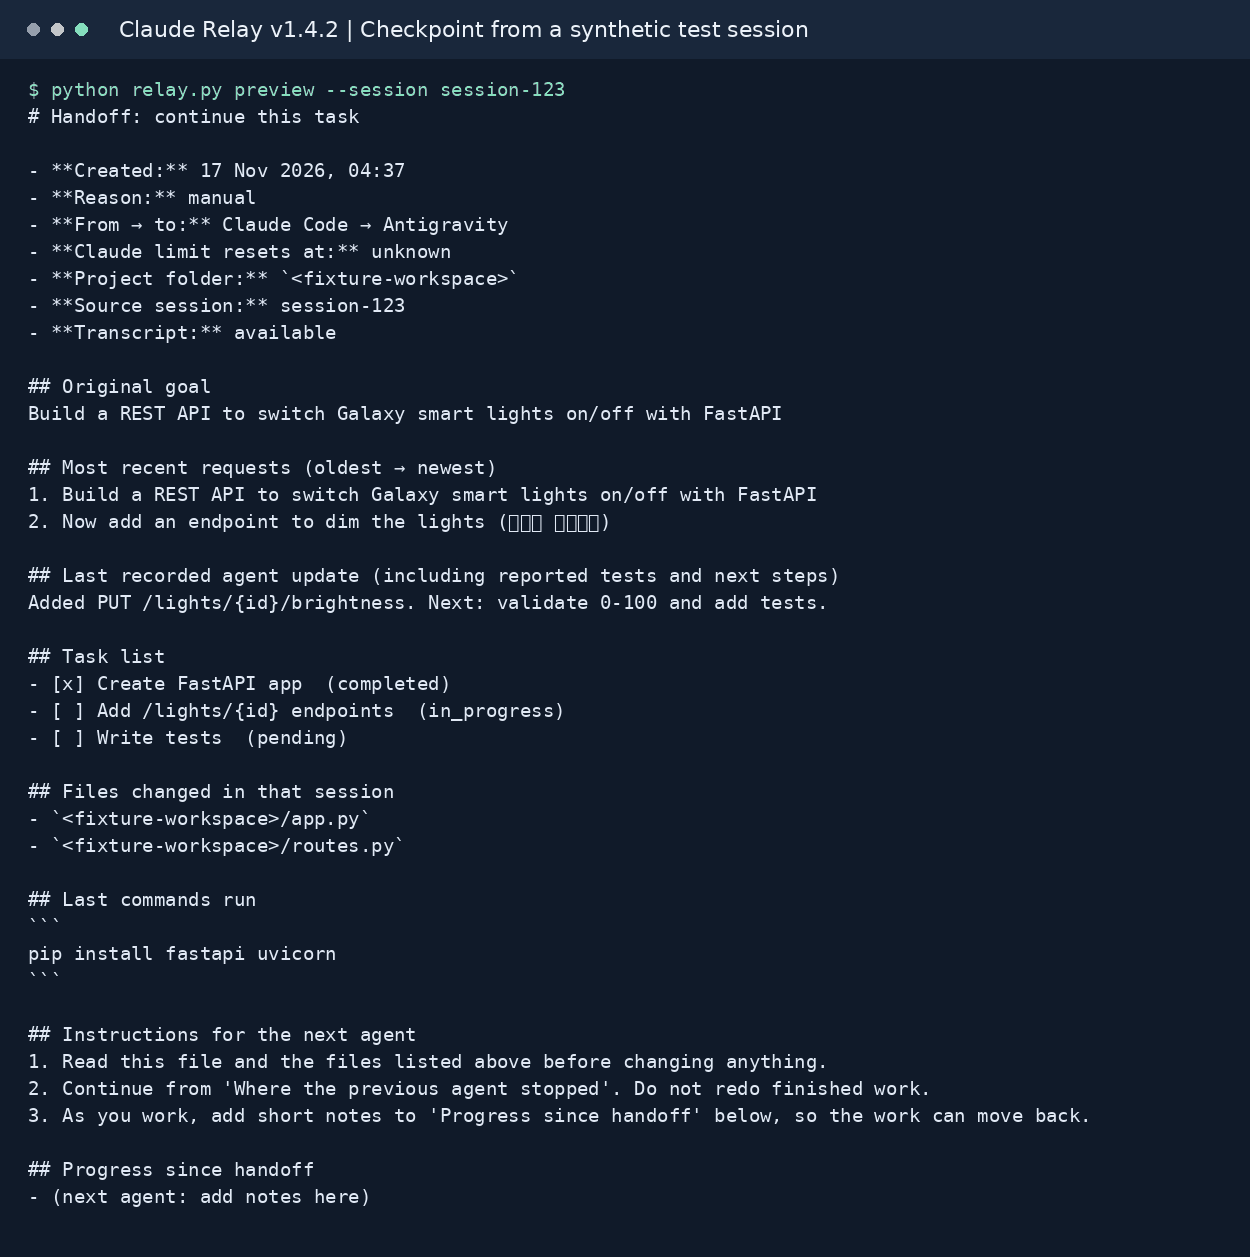 Claude Relay v1.4.2 | Checkpoint from a synthetic test session
$ python relay.py preview --session session-123
# Handoff: continue this task
- **Created:** 17 Nov 2026, 04:37
- **Reason:** manual
- **From → to:** Claude Code → Antigravity
- **Claude limit resets at:** unknown
- **Project folder:** `<fixture-workspace>`
- **Source session:** session-123
- **Transcript:** available
## Original goal
Build a REST API to switch Galaxy smart lights on/off with FastAPI
## Most recent requests (oldest → newest)
1. Build a REST API to switch Galaxy smart lights on/off with FastAPI
2. Now add an endpoint to dim the lights ( )
## Last recorded agent update (including reported tests and next steps)
Added PUT /lights/{id}/brightness. Next: validate 0-100 and add tests.
## Task list
- [x] Create FastAPI app  (completed)
- [ ] Add /lights/{id} endpoints  (in_progress)
- [ ] Write tests  (pending)
## Files changed in that session
- `<fixture-workspace>/app.py`
- `<fixture-workspace>/routes.py`
## Last commands run
```
pip install fastapi uvicorn
```
## Instructions for the next agent
1. Read this file and the files listed above before changing anything.
2. Continue from 'Where the previous agent stopped'. Do not redo finished work.
3. As you work, add short notes to 'Progress since handoff' below, so the work can move back.
## Progress since handoff
- (next agent: add notes here)